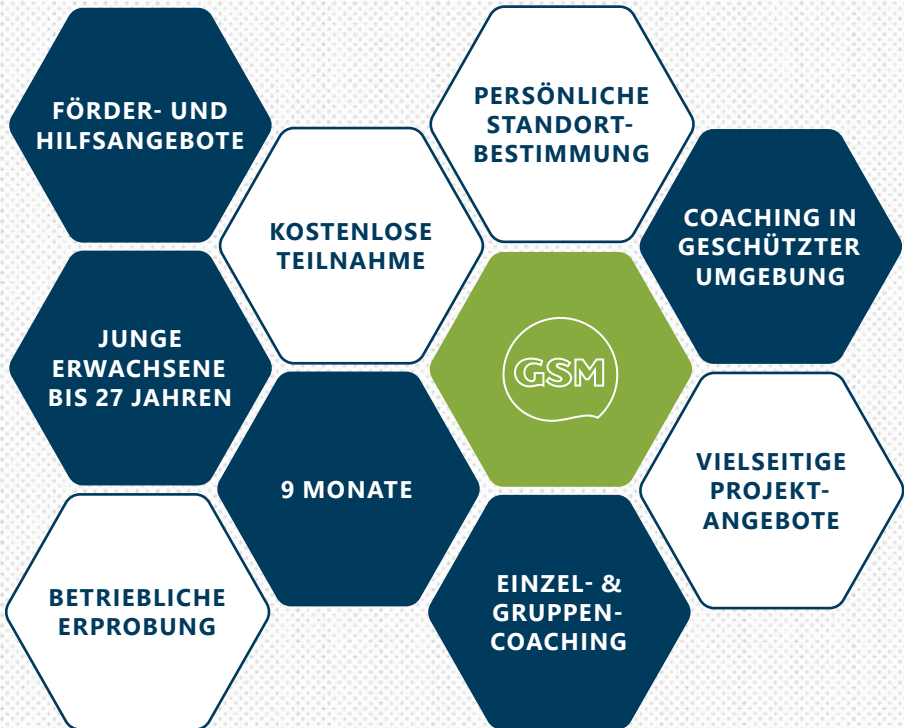 FÖRDER- UND
HILFSANGEBOTE
PERSÖNLICHE
STANDORT-
BESTIMMUNG
KOSTENLOSE
TEILNAHME
COACHING IN
GESCHÜTZTER
UMGEBUNG
JUNGE
ERWACHSENE
BIS 27 JAHREN
GSM
9 MONATE
VIELSEITIGE
PROJEKT-
ANGEBOTE
BETRIEBLICHE
ERPROBUNG
EINZEL- &
GRUPPEN-
COACHING